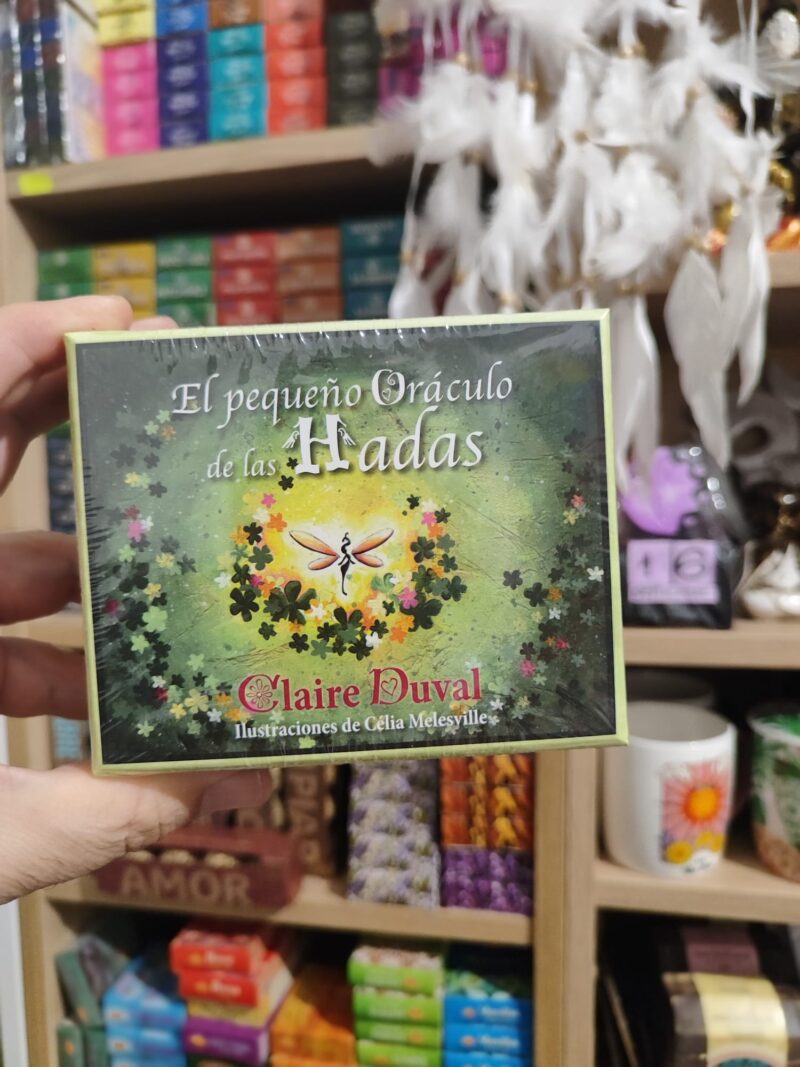 El pequeño Oráculo
de las Hadas
Claire Duval
Ilustraciones de Célia Melesville
AMOR